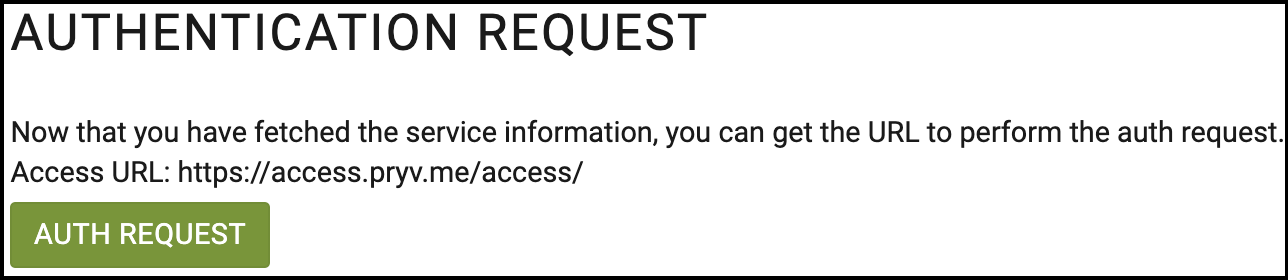 AUTHENTICATION REQUEST
Now that you have fetched the service information, you can get the URL to perform the auth request.
Access URL: https://access.pryv.me/access/
AUTH REQUEST